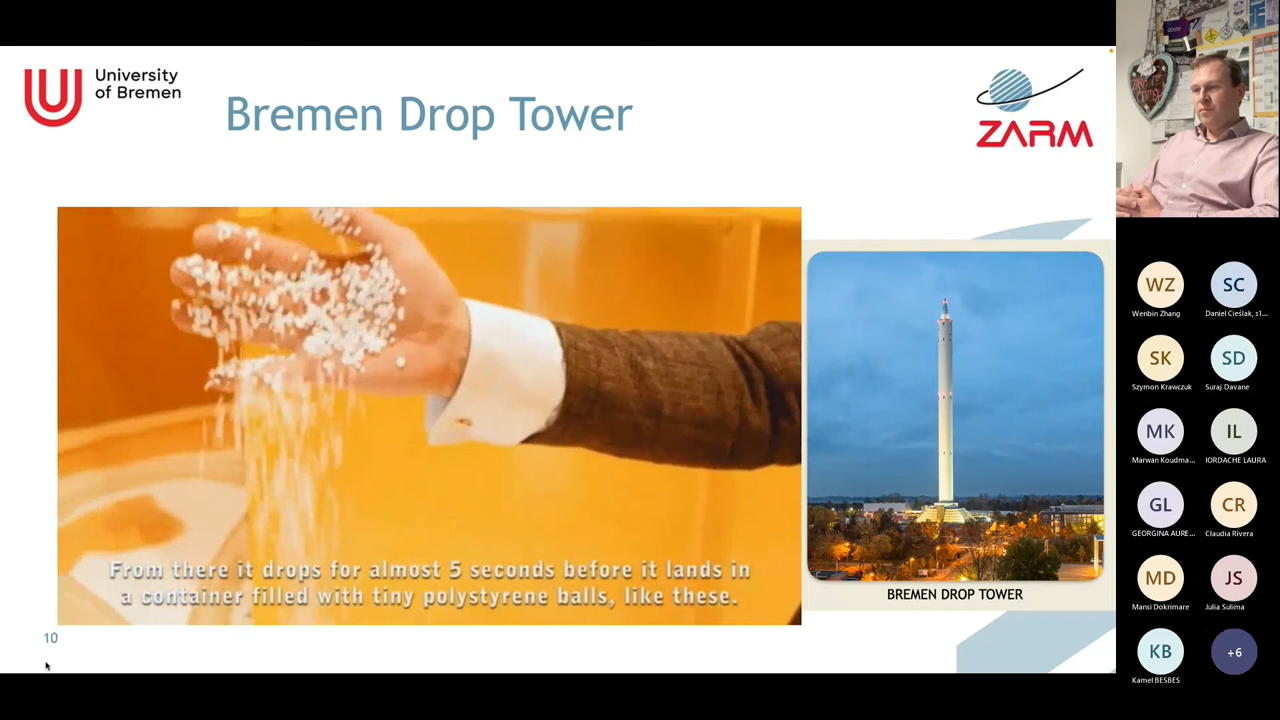 University
of Bremen
Bremen Drop Tower
ZARM
From there it drops for almost 5 seconds before it lands in
a container filled with tiny polystyrene balls, like these.
BREMEN DROP TOWER
10
WZ
Wenbin Zhang
SC
Daniel Cieślak, s1...
SK
Szymon Krawczuk
SD
Suraj Davane
MK
Marwan Koudma...
IL
IORDACHE LAURA
GL
GEORGINA AURE...
CR
Claudia Rivera
MD
Mansi Dokrimare
JS
Julia Sulima
KB
Kamel BESBES
+6